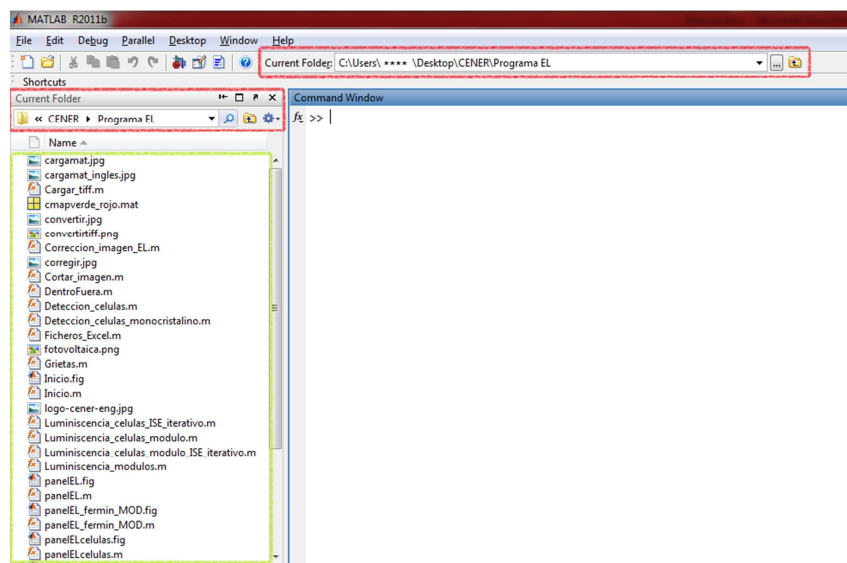 MATLAB R2011b
File Edit Debug Parallel Desktop Window Help
Current Folder: C:\Users\ **** \Desktop\CENER\Programa EL
Shortcuts
Current Folder
« CENER ▸ Programa EL
Name
cargamat.jpg
cargamat_ingles.jpg
Cargar_tiff.m
cmapverde_rojo.mat
convertir.jpg
convertirtiff.png
Correccion_imagen_EL.m
corregir.jpg
Cortar_imagen.m
DentroFuera.m
Deteccion_celulas.m
Deteccion_celulas_monocristalino.m
Ficheros_Excel.m
fotovoltaica.png
Grietas.m
Inicio.fig
Inicio.m
logo-cener-eng.jpg
Luminiscencia_celulas_ISE_iterativo.m
Luminiscencia_celulas_modulo.m
Luminiscencia_celulas_modulo_ISE_iterativo.m
Luminiscencia_modulos.m
panelEL.fig
panelEL.m
panelEL_fermin_MOD.fig
panelEL_fermin_MOD.m
panelELcelulas.fig
panelELcelulas.m
Command Window
fx >>